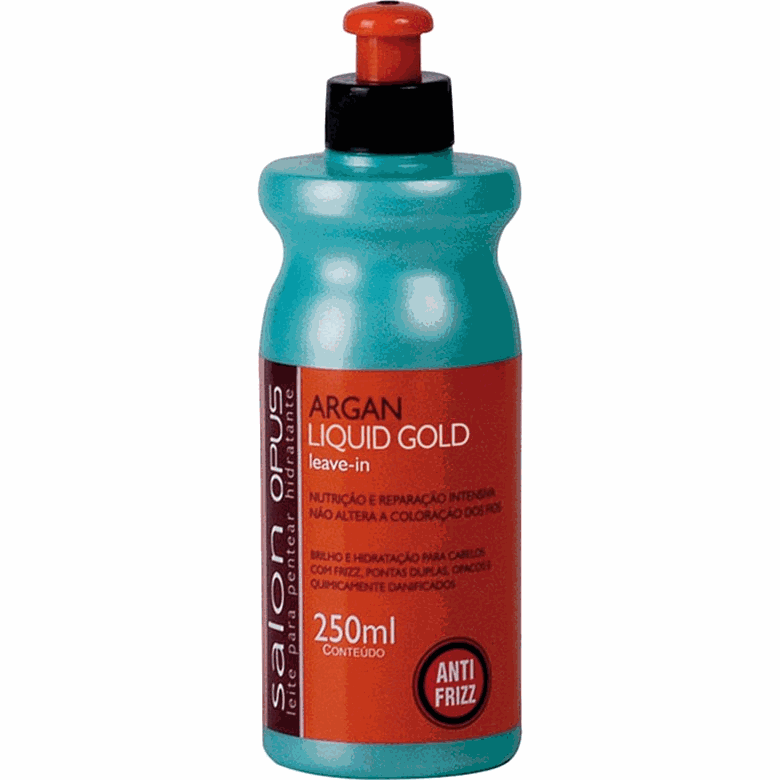 salon OPUS
leite para pentear hidratante
ARGAN
LIQUID GOLD
leave-in
NUTRIÇÃO E REPARAÇÃO INTENSIVA
NÃO ALTERA A COLORAÇÃO DOS FIOS
BRILHO E HIDRATAÇÃO PARA CABELOS
COM FRIZZ, PONTAS DUPLAS, OPACOS E
QUIMICAMENTE DANIFICADOS
250ml
CONTEÚDO
ANTI
FRIZZ